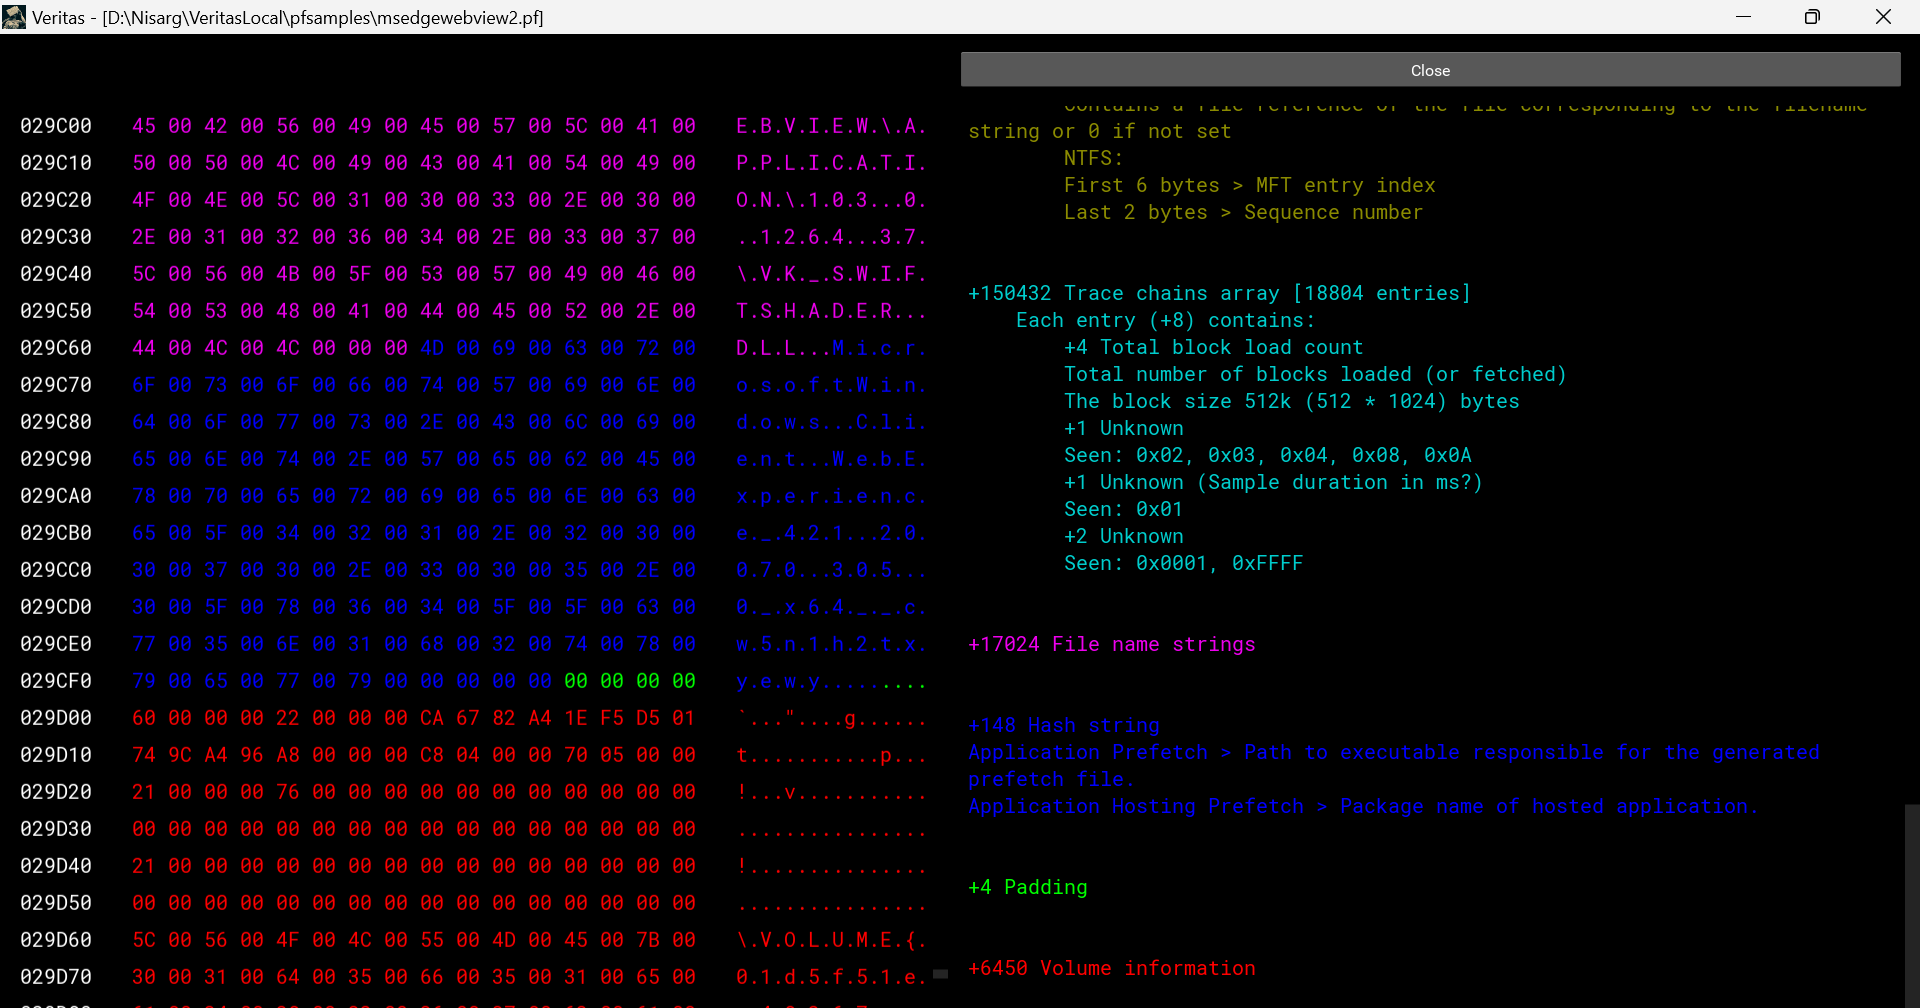 Veritas - [D:\Nisarg\VeritasLocal\pfsamples\msedgewebview2.pf]
Close
029C00 45 00 42 00 56 00 49 00 45 00 57 00 5C 00 41 00 E.B.V.I.E.W.\.A.
029C10 50 00 50 00 4C 00 49 00 43 00 41 00 54 00 49 00 P.P.L.I.C.A.T.I.
029C20 4F 00 4E 00 5C 00 31 00 30 00 33 00 2E 00 30 00 O.N.\.1.0.3...0.
029C30 2E 00 31 00 32 00 36 00 34 00 2E 00 33 00 37 00 ..1.2.6.4...3.7.
029C40 5C 00 56 00 4B 00 5F 00 53 00 57 00 49 00 46 00 \.V.K._.S.W.I.F.
029C50 54 00 53 00 48 00 41 00 44 00 45 00 52 00 2E 00 T.S.H.A.D.E.R...
029C60 44 00 4C 00 4C 00 00 00 4D 00 69 00 63 00 72 00 D.L.L...M.i.c.r.
029C70 6F 00 73 00 6F 00 66 00 74 00 57 00 69 00 6E 00 o.s.o.f.t.W.i.n.
029C80 64 00 6F 00 77 00 73 00 2E 00 43 00 6C 00 69 00 d.o.w.s...C.l.i.
029C90 65 00 6E 00 74 00 2E 00 57 00 65 00 62 00 45 00 e.n.t...W.e.b.E.
029CA0 78 00 70 00 65 00 72 00 69 00 65 00 6E 00 63 00 x.p.e.r.i.e.n.c.
029CB0 65 00 5F 00 34 00 32 00 31 00 2E 00 32 00 30 00 e._.4.2.1...2.0.
029CC0 30 00 37 00 30 00 2E 00 33 00 30 00 35 00 2E 00 0.7.0...3.0.5...
029CD0 30 00 5F 00 78 00 36 00 34 00 5F 00 5F 00 63 00 0._.x.6.4._._.c.
029CE0 77 00 35 00 6E 00 31 00 68 00 32 00 74 00 78 00 w.5.n.1.h.2.t.x.
029CF0 79 00 65 00 77 00 79 00 00 00 00 00 00 00 00 00 y.e.w.y.........
029D00 60 00 00 00 22 00 00 00 CA 67 82 A4 1E F5 D5 01 `..."....g......
029D10 74 9C A4 96 A8 00 00 00 C8 04 00 00 70 05 00 00 t...........p...
029D20 21 00 00 00 76 00 00 00 00 00 00 00 00 00 00 00 !...v...........
029D30 00 00 00 00 00 00 00 00 00 00 00 00 00 00 00 00 ................
029D40 21 00 00 00 00 00 00 00 00 00 00 00 00 00 00 00 !...............
029D50 00 00 00 00 00 00 00 00 00 00 00 00 00 00 00 00 ................
029D60 5C 00 56 00 4F 00 4C 00 55 00 4D 00 45 00 7B 00 \.V.O.L.U.M.E.{.
029D70 30 00 31 00 64 00 35 00 66 00 35 00 31 00 65 00 0.1.d.5.f.5.1.e.
Contains a file reference of the file corresponding to the filename
string or 0 if not set
NTFS:
First 6 bytes > MFT entry index
Last 2 bytes > Sequence number
+150432 Trace chains array [18804 entries]
Each entry (+8) contains:
+4 Total block load count
Total number of blocks loaded (or fetched)
The block size 512k (512 * 1024) bytes
+1 Unknown
Seen: 0x02, 0x03, 0x04, 0x08, 0x0A
+1 Unknown (Sample duration in ms?)
Seen: 0x01
+2 Unknown
Seen: 0x0001, 0xFFFF
+17024 File name strings
+148 Hash string
Application Prefetch > Path to executable responsible for the generated
prefetch file.
Application Hosting Prefetch > Package name of hosted application.
+4 Padding
+6450 Volume information